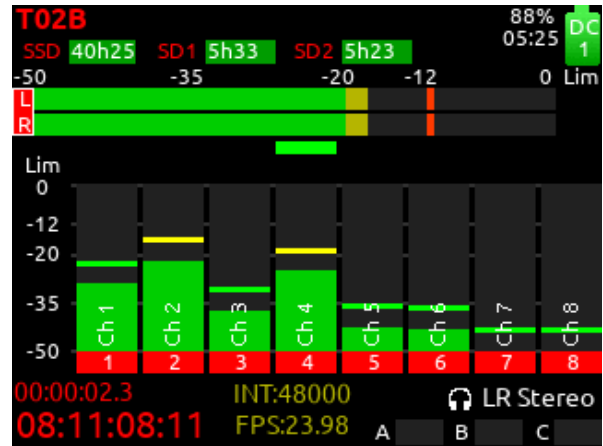 T02B 88% DC
SSD 40h25 SD1 5h33 SD2 5h23 05:25 1
-50 -35 -20 -12 0 Lim
L
R
Lim
0
-12
-20
-35
-50
Ch 1 Ch 2 Ch 3 Ch 4 Ch 5 Ch 6 Ch 7 Ch 8
1 2 3 4 5 6 7 8
00:00:02.3 INT:48000 LR Stereo
08:11:08:11 FPS:23.98 A B C